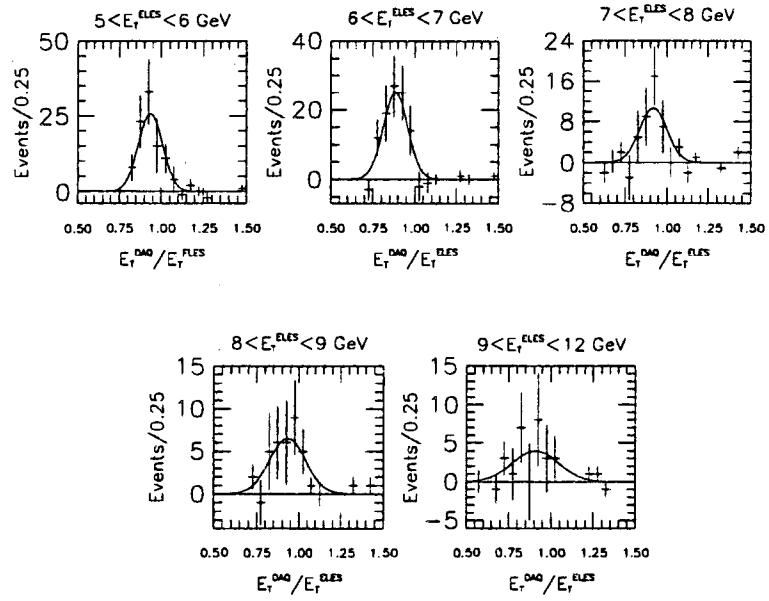 5<E_T^ELES<6 GeV
6<E_T^ELES<7 GeV
7<E_T^ELES<8 GeV
50
25
0
Events/0.25
0.50 0.75 1.00 1.25 1.50
E_T^DAQ/E_T^ELES
40
20
0
Events/0.25
0.50 0.75 1.00 1.25 1.50
E_T^DAQ/E_T^ELES
24
16
8
0
-8
Events/0.25
0.50 0.75 1.00 1.25 1.50
E_T^DAQ/E_T^ELES
8<E_T^ELES<9 GeV
9<E_T^ELES<12 GeV
15
10
5
0
Events/0.25
0.50 0.75 1.00 1.25 1.50
E_T^DAQ/E_T^ELES
15
10
5
0
-5
Events/0.25
0.50 0.75 1.00 1.25 1.50
E_T^DAQ/E_T^ELES